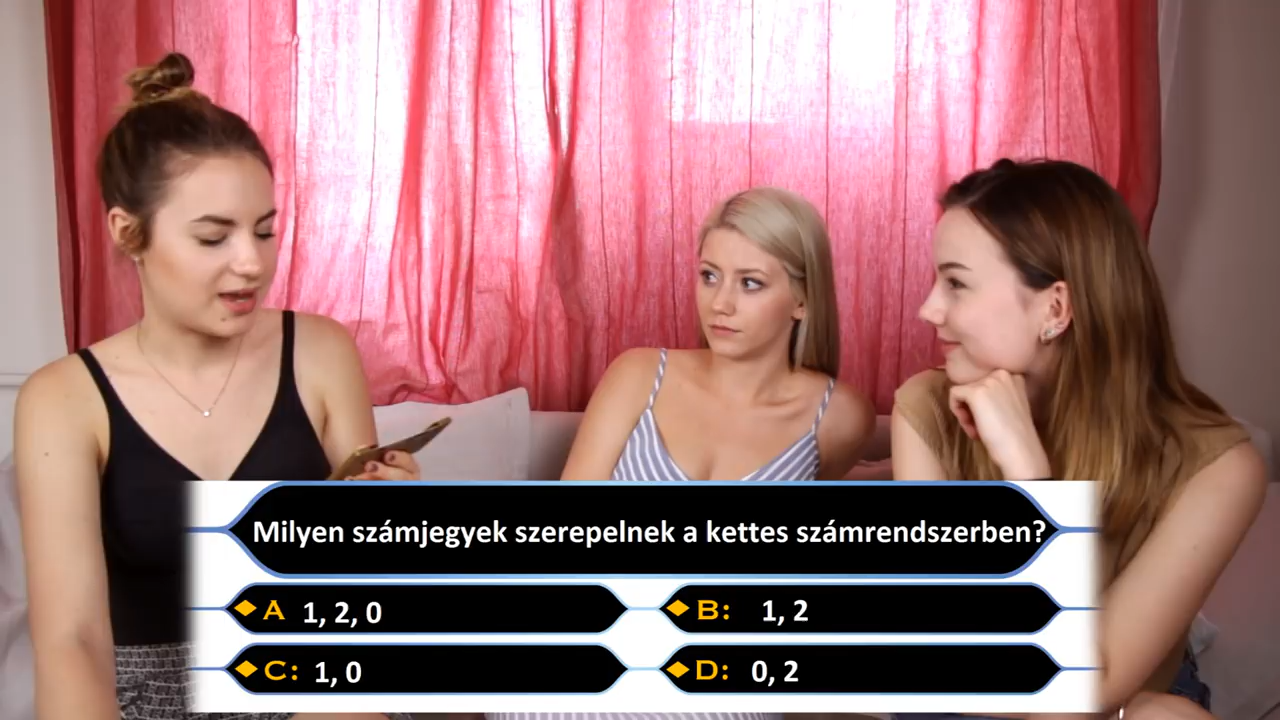 Milyen számjegyek szerepelnek a kettes számrendszerben?
A 1, 2, 0
B: 1, 2
C: 1, 0
D: 0, 2